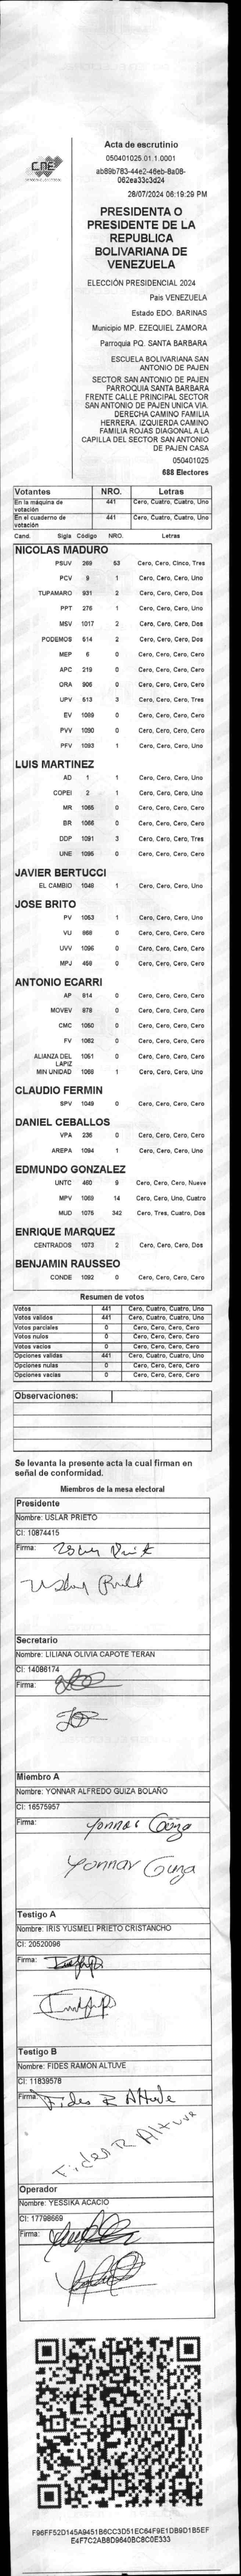 CNE
Acta de escrutinio
050401025.01.1.0001
ab89b783-44e2-46eb-8a08-
062ea33c3d24
28/07/2024 06:19:29 PM
PRESIDENTA O
PRESIDENTE DE LA
REPUBLICA
BOLIVARIANA DE
VENEZUELA
ELECCIÓN PRESIDENCIAL 2024
Pais VENEZUELA
Estado EDO. BARINAS
Municipio MP. EZEQUIEL ZAMORA
Parroquia PQ. SANTA BARBARA
ESCUELA BOLIVARIANA SAN
ANTONIO DE PAJEN
SECTOR SAN ANTONIO DE PAJEN
PARROQUIA SANTA BARBARA
FRENTE CALLE PRINCIPAL SECTOR
SAN ANTONIO DE PAJEN UNICA VIA.
DERECHA CAMINO FAMILIA
HERRERA. IZQUIERDA CAMINO
FAMILIA ROJAS DIAGONAL A LA
CAPILLA DEL SECTOR SAN ANTONIO
DE PAJEN CASA
050401025
688 Electores
Votantes NRO. Letras
En la máquina de votación 441 Cero, Cuatro, Cuatro, Uno
En el cuaderno de votación 441 Cero, Cuatro, Cuatro, Uno
Cand. Sigla Código NRO. Letras
NICOLAS MADURO
PSUV 269 53 Cero, Cero, Cinco, Tres
PCV 9 1 Cero, Cero, Cero, Uno
TUPAMARO 931 2 Cero, Cero, Cero, Dos
PPT 276 1 Cero, Cero, Cero, Uno
MSV 1017 2 Cero, Cero, Cero, Dos
PODEMOS 514 2 Cero, Cero, Cero, Dos
MEP 6 0 Cero, Cero, Cero, Cero
APC 219 0 Cero, Cero, Cero, Cero
ORA 906 0 Cero, Cero, Cero, Cero
UPV 513 3 Cero, Cero, Cero, Tres
EV 1089 0 Cero, Cero, Cero, Cero
PVV 1090 0 Cero, Cero, Cero, Cero
PFV 1093 1 Cero, Cero, Cero, Uno
LUIS MARTINEZ
AD 1 1 Cero, Cero, Cero, Uno
COPEI 2 1 Cero, Cero, Cero, Uno
MR 1065 0 Cero, Cero, Cero, Cero
BR 1066 0 Cero, Cero, Cero, Cero
DDP 1091 3 Cero, Cero, Cero, Tres
UNE 1095 0 Cero, Cero, Cero, Cero
JAVIER BERTUCCI
EL CAMBIO 1048 1 Cero, Cero, Cero, Uno
JOSE BRITO
PV 1053 1 Cero, Cero, Cero, Uno
VU 868 0 Cero, Cero, Cero, Cero
UVV 1096 0 Cero, Cero, Cero, Cero
MPJ 458 0 Cero, Cero, Cero, Cero
ANTONIO ECARRI
AP 814 0 Cero, Cero, Cero, Cero
MOVEV 878 0 Cero, Cero, Cero, Cero
CMC 1050 0 Cero, Cero, Cero, Cero
FV 1062 0 Cero, Cero, Cero, Cero
ALIANZA DEL LAPIZ 1051 0 Cero, Cero, Cero, Cero
MIN UNIDAD 1068 1 Cero, Cero, Cero, Uno
CLAUDIO FERMIN
SPV 1049 0 Cero, Cero, Cero, Cero
DANIEL CEBALLOS
VPA 236 0 Cero, Cero, Cero, Cero
AREPA 1094 1 Cero, Cero, Cero, Uno
EDMUNDO GONZALEZ
UNTC 460 9 Cero, Cero, Cero, Nueve
MPV 1069 14 Cero, Cero, Uno, Cuatro
MUD 1075 342 Cero, Tres, Cuatro, Dos
ENRIQUE MARQUEZ
CENTRADOS 1073 2 Cero, Cero, Cero, Dos
BENJAMIN RAUSSEO
CONDE 1092 0 Cero, Cero, Cero, Cero
Resumen de votos
Votos 441 Cero, Cuatro, Cuatro, Uno
Votos validos 441 Cero, Cuatro, Cuatro, Uno
Votos parciales 0 Cero, Cero, Cero, Cero
Votos nulos 0 Cero, Cero, Cero, Cero
Votos vacios 0 Cero, Cero, Cero, Cero
Opciones validas 441 Cero, Cuatro, Cuatro, Uno
Opciones nulas 0 Cero, Cero, Cero, Cero
Opciones vacias 0 Cero, Cero, Cero, Cero
Observaciones:
Se levanta la presente acta la cual firman en
señal de conformidad.
Miembros de la mesa electoral
Presidente
Nombre: USLAR PRIETO
CI: 10874415
Firma:
Secretario
Nombre: LILIANA OLIVIA CAPOTE TERAN
CI: 14086174
Firma:
Miembro A
Nombre: YONNAR ALFREDO GUIZA BOLAÑO
CI: 16575957
Firma: Yonnar Guiza
Yonnar Guiza
Testigo A
Nombre: IRIS YUSMELI PRIETO CRISTANCHO
CI: 20520096
Firma:
Testigo B
Nombre: FIDES RAMON ALTUVE
CI: 11839578
Firma: Fides R Altuve
Fides R Altuve
Operador
Nombre: YESSIKA ACACIO
CI: 17798669
Firma:
F96FF52D145A9451B6CC3D51EC64F9E1DB9D1B5EF
E4F7C2AB8D9640BC8C0E333